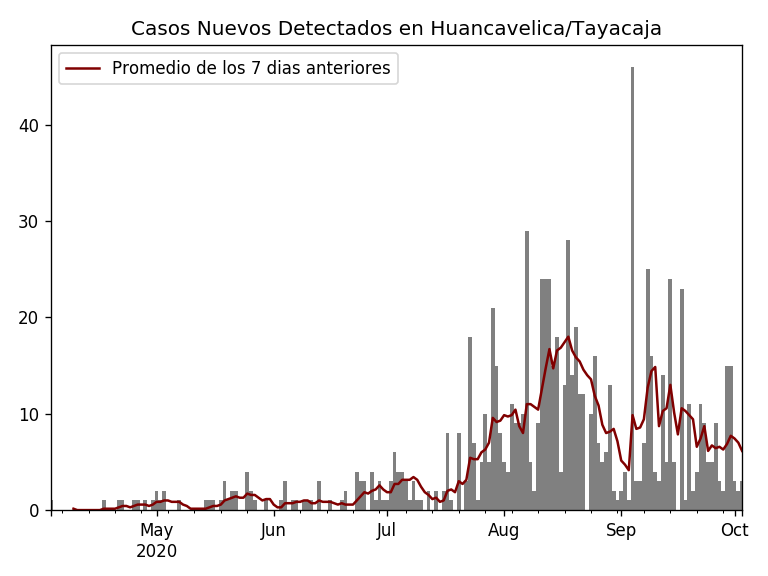 Casos Nuevos Detectados en Huancavelica/Tayacaja
Promedio de los 7 dias anteriores
40
30
20
10
0
May Jun Jul Aug Sep Oct
2020